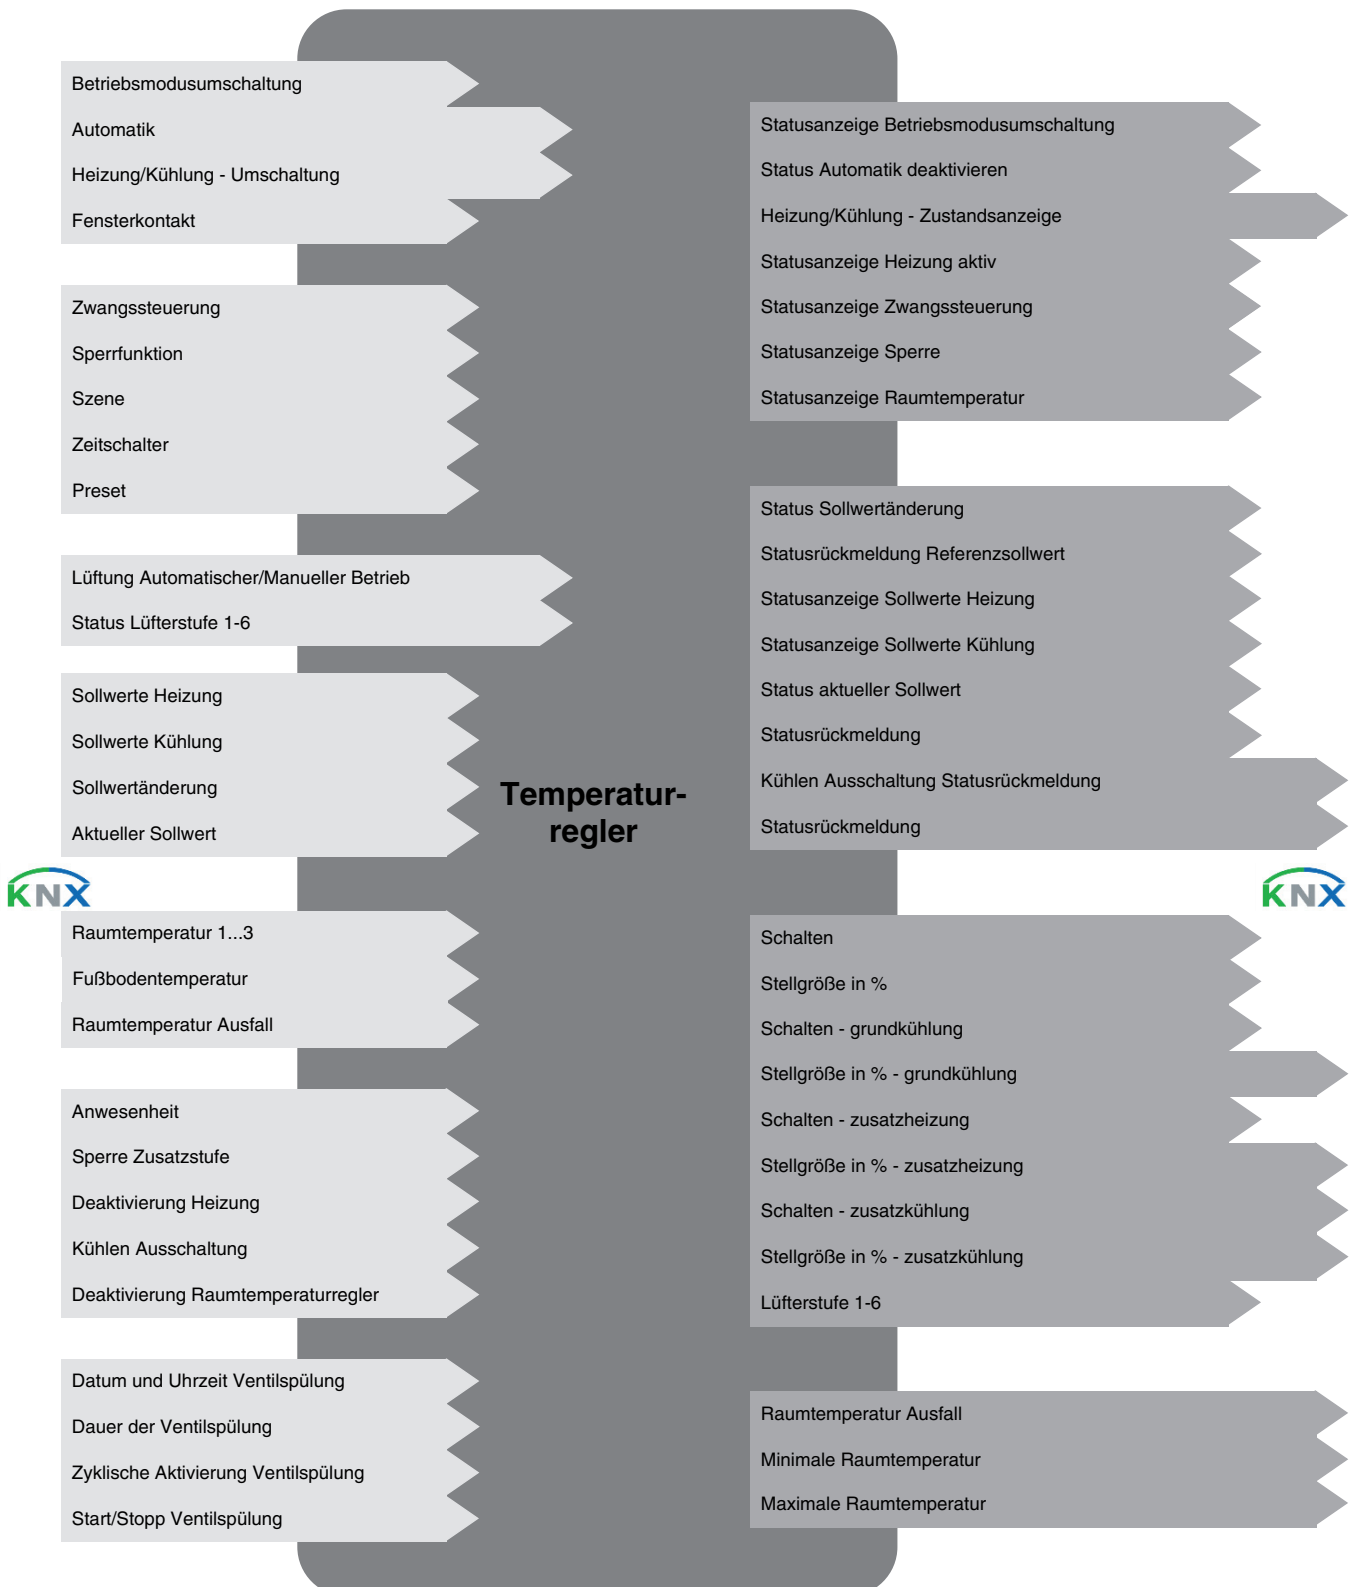 Betriebsmodusumschaltung
Automatik
Heizung/Kühlung - Umschaltung
Fensterkontakt
Zwangssteuerung
Sperrfunktion
Szene
Zeitschalter
Preset
Lüftung Automatischer/Manueller Betrieb
Status Lüfterstufe 1-6
Sollwerte Heizung
Sollwerte Kühlung
Sollwertänderung
Aktueller Sollwert
KNX
Raumtemperatur 1...3
Fußbodentemperatur
Raumtemperatur Ausfall
Anwesenheit
Sperre Zusatzstufe
Deaktivierung Heizung
Kühlen Ausschaltung
Deaktivierung Raumtemperaturregler
Datum und Uhrzeit Ventilspülung
Dauer der Ventilspülung
Zyklische Aktivierung Ventilspülung
Start/Stopp Ventilspülung
Temperatur-
regler
Statusanzeige Betriebsmodusumschaltung
Status Automatik deaktivieren
Heizung/Kühlung - Zustandsanzeige
Statusanzeige Heizung aktiv
Statusanzeige Zwangssteuerung
Statusanzeige Sperre
Statusanzeige Raumtemperatur
Status Sollwertänderung
Statusrückmeldung Referenzsollwert
Statusanzeige Sollwerte Heizung
Statusanzeige Sollwerte Kühlung
Status aktueller Sollwert
Statusrückmeldung
Kühlen Ausschaltung Statusrückmeldung
Statusrückmeldung
KNX
Schalten
Stellgröße in %
Schalten - grundkühlung
Stellgröße in % - grundkühlung
Schalten - zusatzheizung
Stellgröße in % - zusatzheizung
Schalten - zusatzkühlung
Stellgröße in % - zusatzkühlung
Lüfterstufe 1-6
Raumtemperatur Ausfall
Minimale Raumtemperatur
Maximale Raumtemperatur